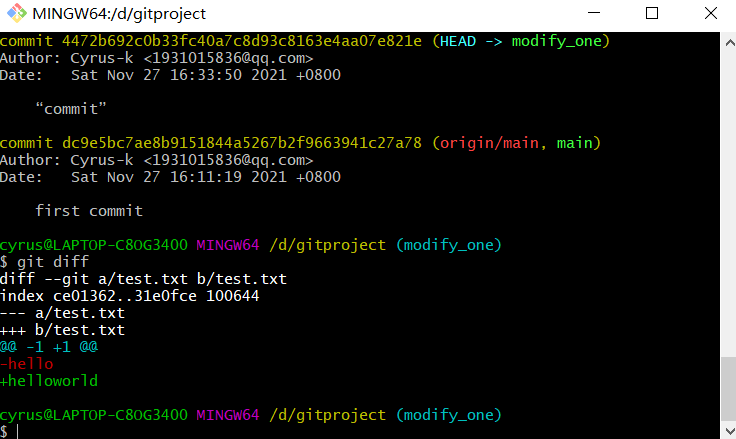 MINGW64:/d/gitproject
commit 4472b692c0b33fc40a7c8d93c8163e4aa07e821e (HEAD -> modify_one)
Author: Cyrus-k <1931015836@qq.com>
Date:   Sat Nov 27 16:33:50 2021 +0800
“commit”
commit dc9e5bc7ae8b9151844a5267b2f9663941c27a78 (origin/main, main)
Author: Cyrus-k <1931015836@qq.com>
Date:   Sat Nov 27 16:11:19 2021 +0800
first commit
cyrus@LAPTOP-C8OG3400 MINGW64 /d/gitproject (modify_one)
$ git diff
diff --git a/test.txt b/test.txt
index ce01362..31e0fce 100644
--- a/test.txt
+++ b/test.txt
@@ -1 +1 @@
-hello
+helloworld
cyrus@LAPTOP-C8OG3400 MINGW64 /d/gitproject (modify_one)
$